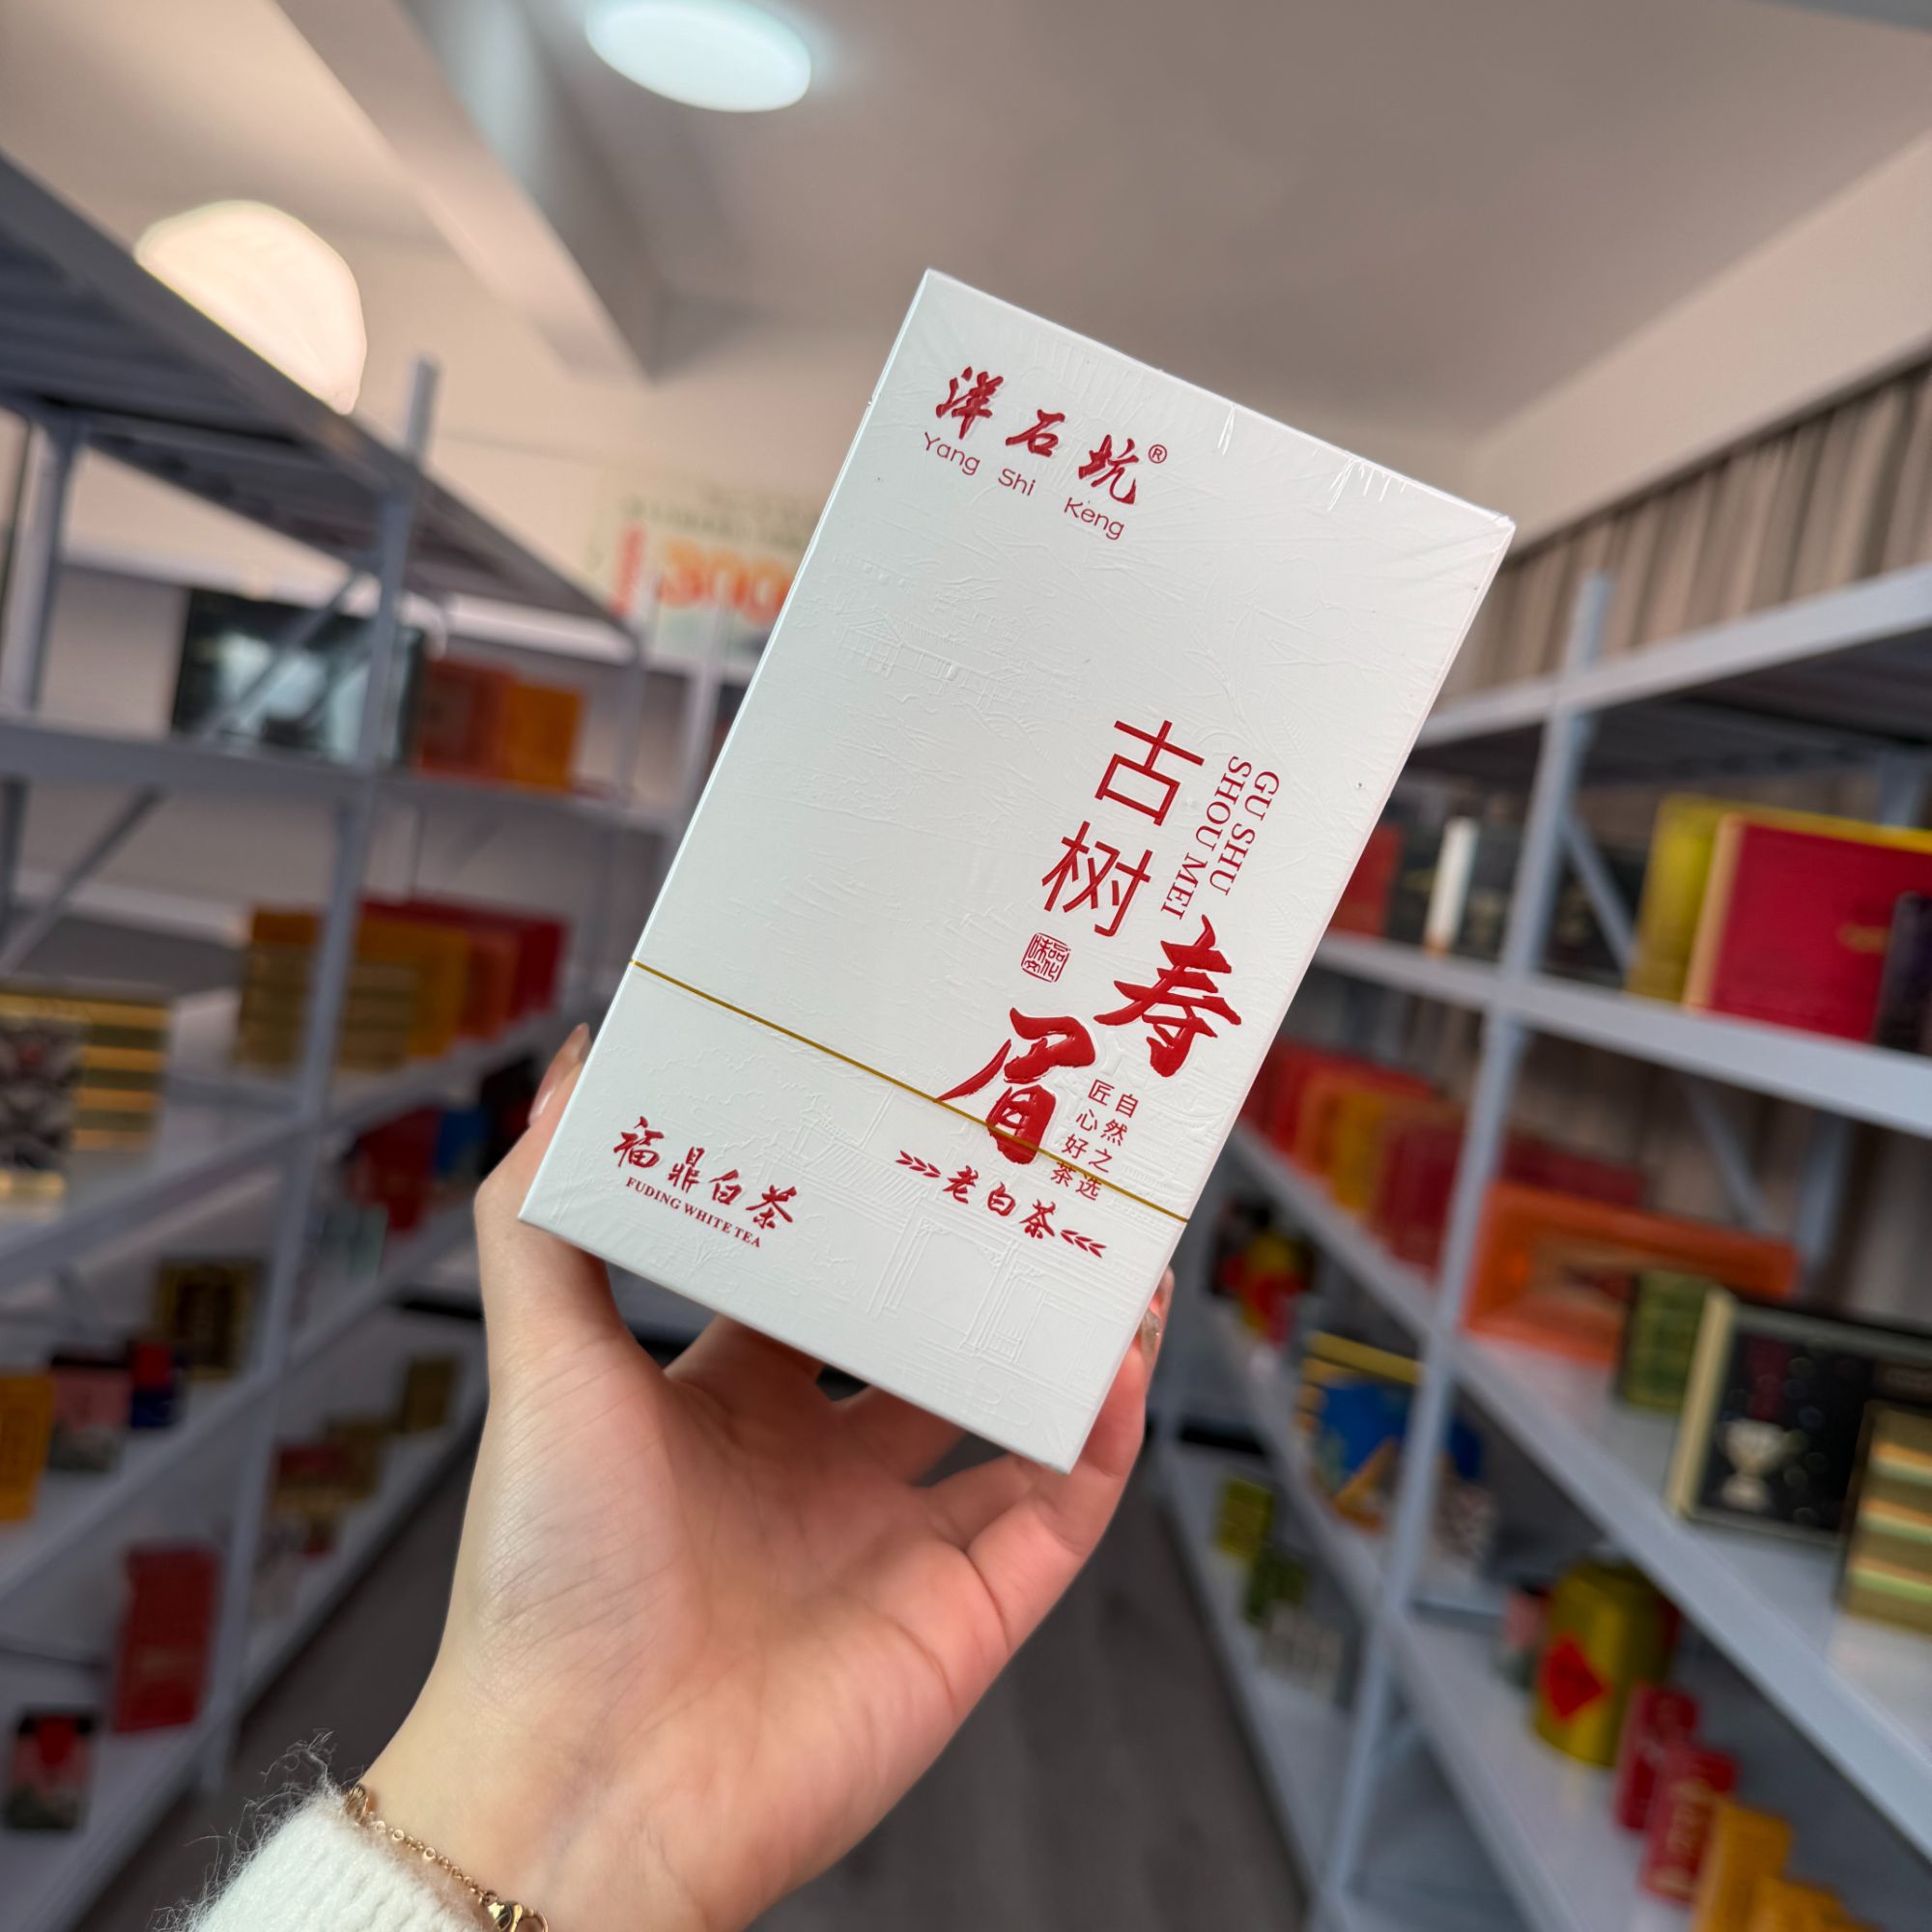 洋石坑®
Yang Shi Keng
古树
GU SHU
SHOU MEI
寿眉
自然之选
匠心好茶
老白茶
福鼎白茶
FUDING WHITE TEA